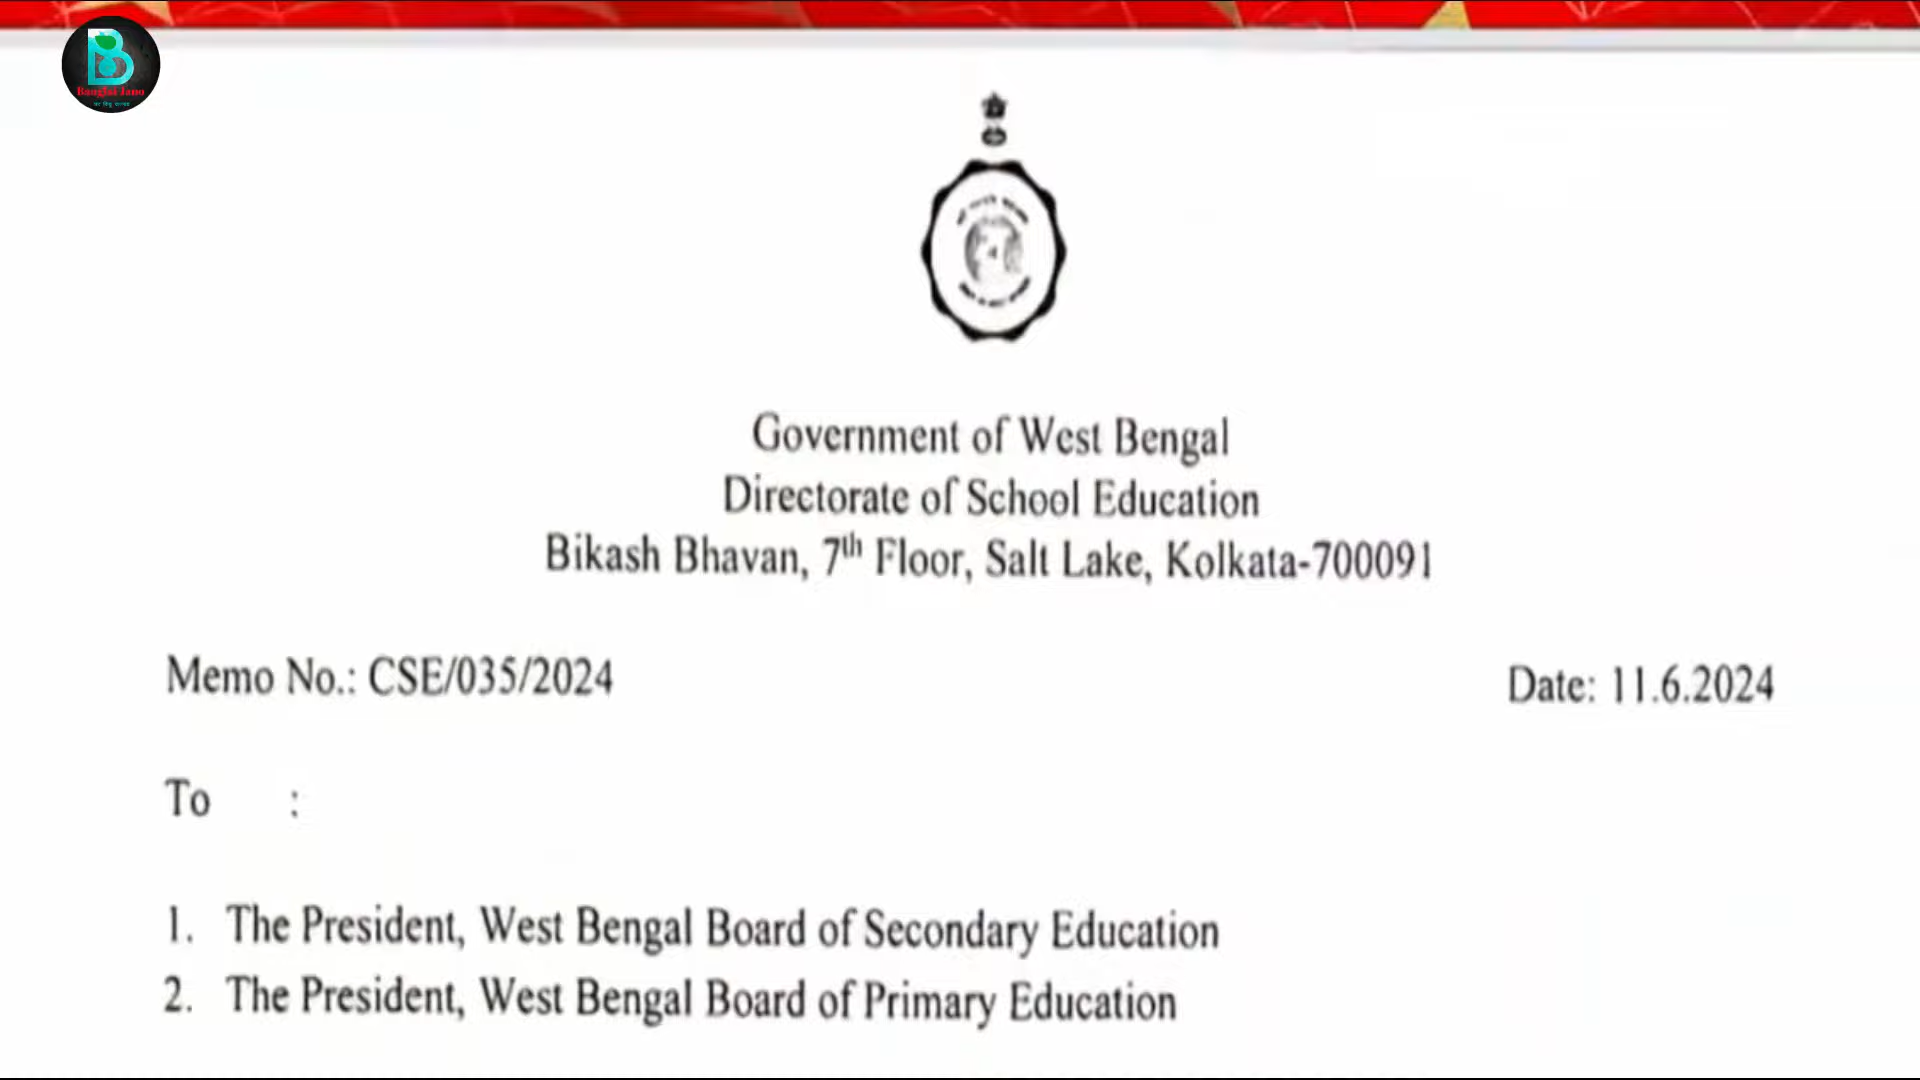 Banglai Jano
Government of West Bengal
Directorate of School Education
Bikash Bhavan, 7th Floor, Salt Lake, Kolkata-700091
Memo No.: CSE/035/2024
Date: 11.6.2024
To :
1. The President, West Bengal Board of Secondary Education
2. The President, West Bengal Board of Primary Education